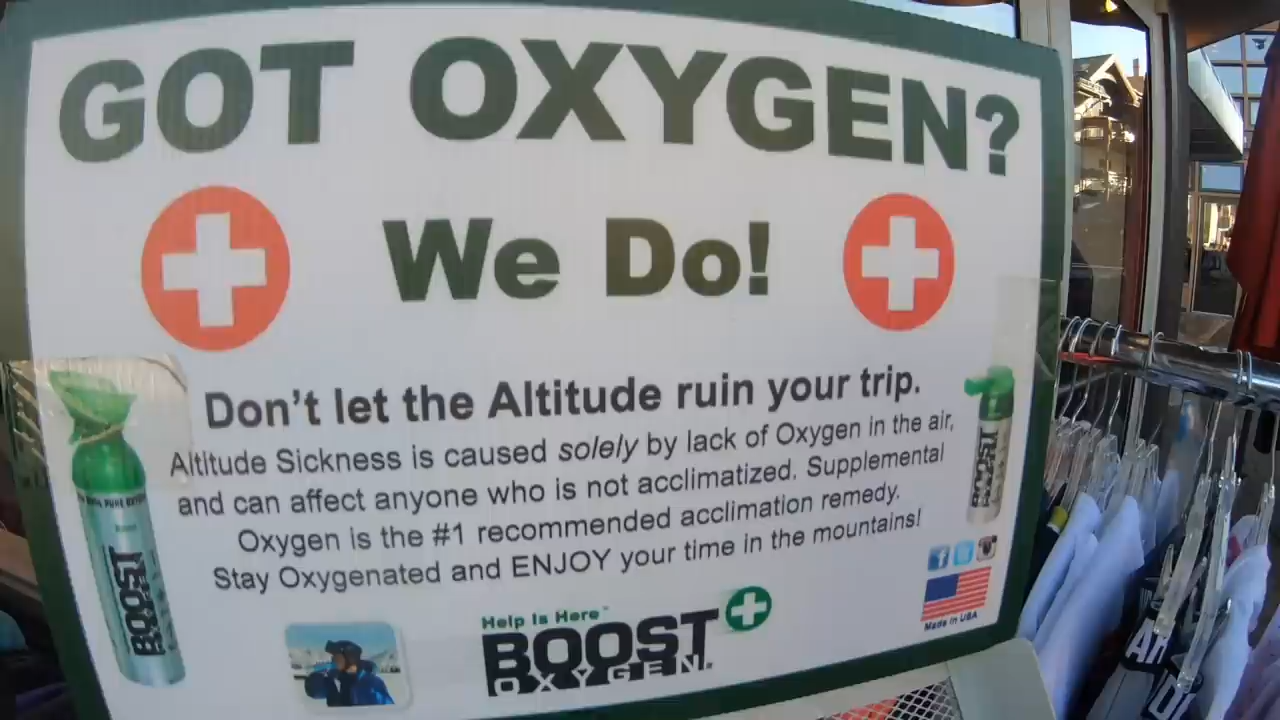 GOT OXYGEN?
We Do!
Don't let the Altitude ruin your trip.
Altitude Sickness is caused solely by lack of Oxygen in the air,
and can affect anyone who is not acclimatized. Supplemental
Oxygen is the #1 recommended acclimation remedy.
Stay Oxygenated and ENJOY your time in the mountains!
BOOST
BOOST
Help Is Here
BOOST
OXYGEN
Made in USA